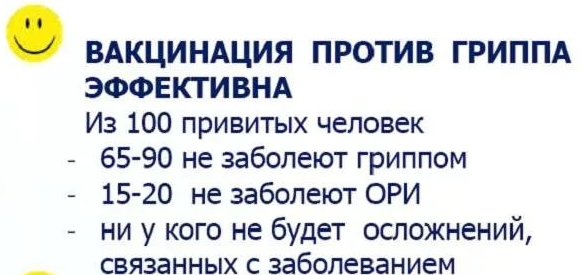 ВАКЦИНАЦИЯ ПРОТИВ ГРИППА
ЭФФЕКТИВНА
Из 100 привитых человек
- 65-90 не заболеют гриппом
- 15-20 не заболеют ОРИ
- ни у кого не будет осложнений,
связанных с заболеванием